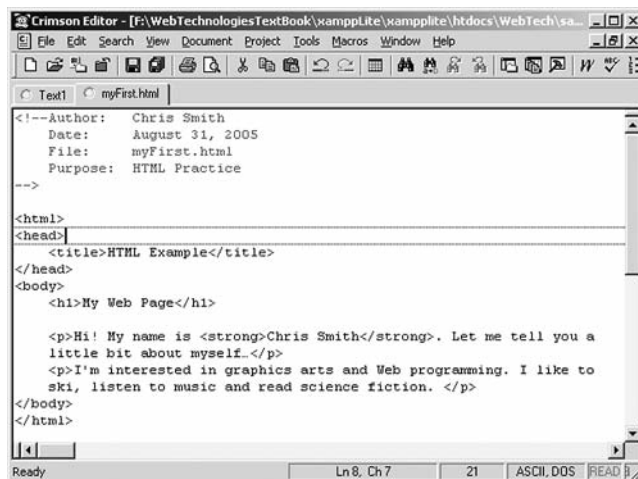 Crimson Editor - [F:\WebTechnologiesTextBook\xamppLite\xampplite\htdocs\WebTech\sa...
File Edit Search View Document Project Tools Macros Window Help
Text1 myFirst.html
<!--Author: Chris Smith
Date: August 31, 2005
File: myFirst.html
Purpose: HTML Practice
-->
<html>
<head>
<title>HTML Example</title>
</head>
<body>
<h1>My Web Page</h1>
<p>Hi! My name is <strong>Chris Smith</strong>. Let me tell you a
little bit about myself…</p>
<p>I'm interested in graphics arts and Web programming. I like to
ski, listen to music and read science fiction. </p>
</body>
</html>
Ready Ln 8, Ch 7 21 ASCII, DOS READ